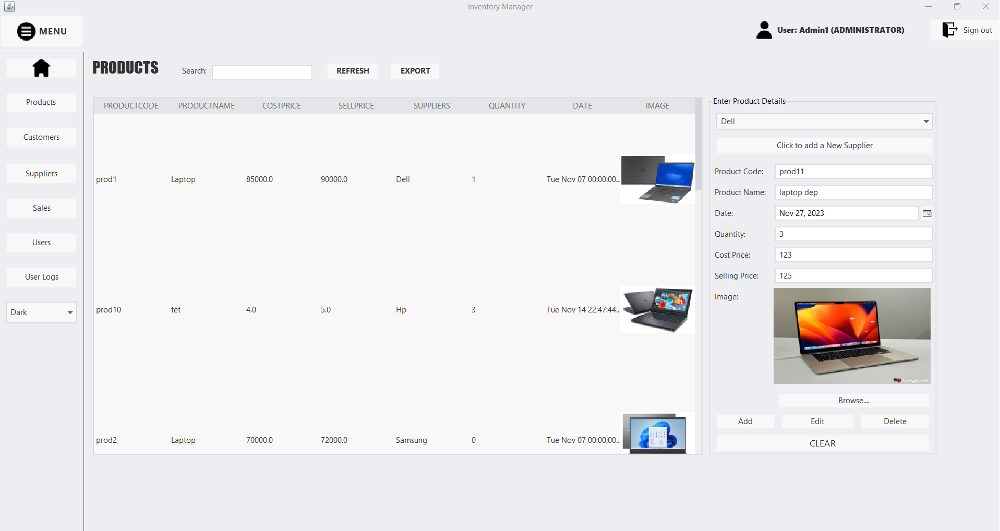 Inventory Manager
MENU
User: Admin1 (ADMINISTRATOR)
Sign out
Products
Customers
Suppliers
Sales
Users
User Logs
Dark
PRODUCTS
Search:
REFRESH
EXPORT
PRODUCTCODE PRODUCTNAME COSTPRICE SELLPRICE SUPPLIERS QUANTITY DATE IMAGE
prod1 Laptop 85000.0 90000.0 Dell 1 Tue Nov 07 00:00:00...
prod10 tét 4.0 5.0 Hp 3 Tue Nov 14 22:47:44...
prod2 Laptop 70000.0 72000.0 Samsung 0 Tue Nov 07 00:00:00...
Enter Product Details
Dell
Click to add a New Supplier
Product Code: prod11
Product Name: laptop dep
Date: Nov 27, 2023
Quantity: 3
Cost Price: 123
Selling Price: 125
Image:
lowyat.net
Browse....
Add Edit Delete
CLEAR